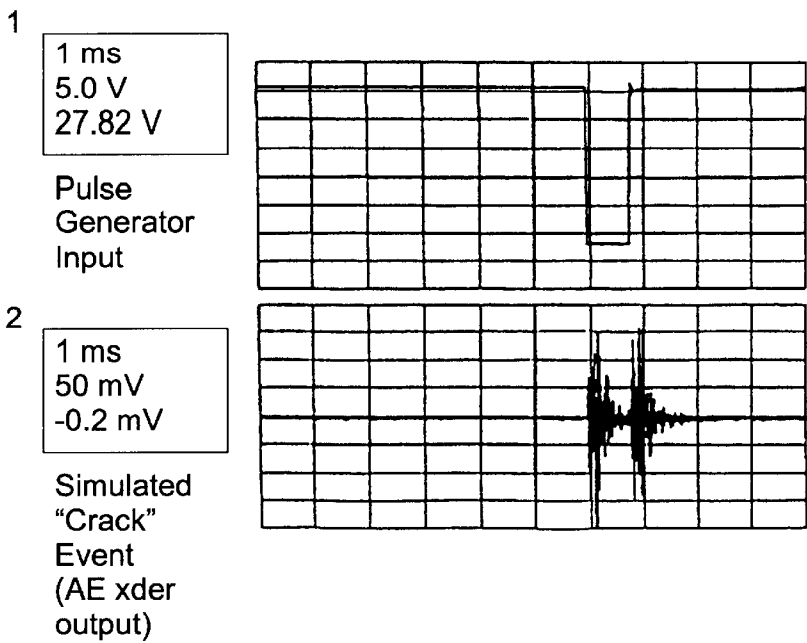 1
1 ms
5.0 V
27.82 V
Pulse
Generator
Input
2
1 ms
50 mV
-0.2 mV
Simulated
“Crack”
Event
(AE xder
output)